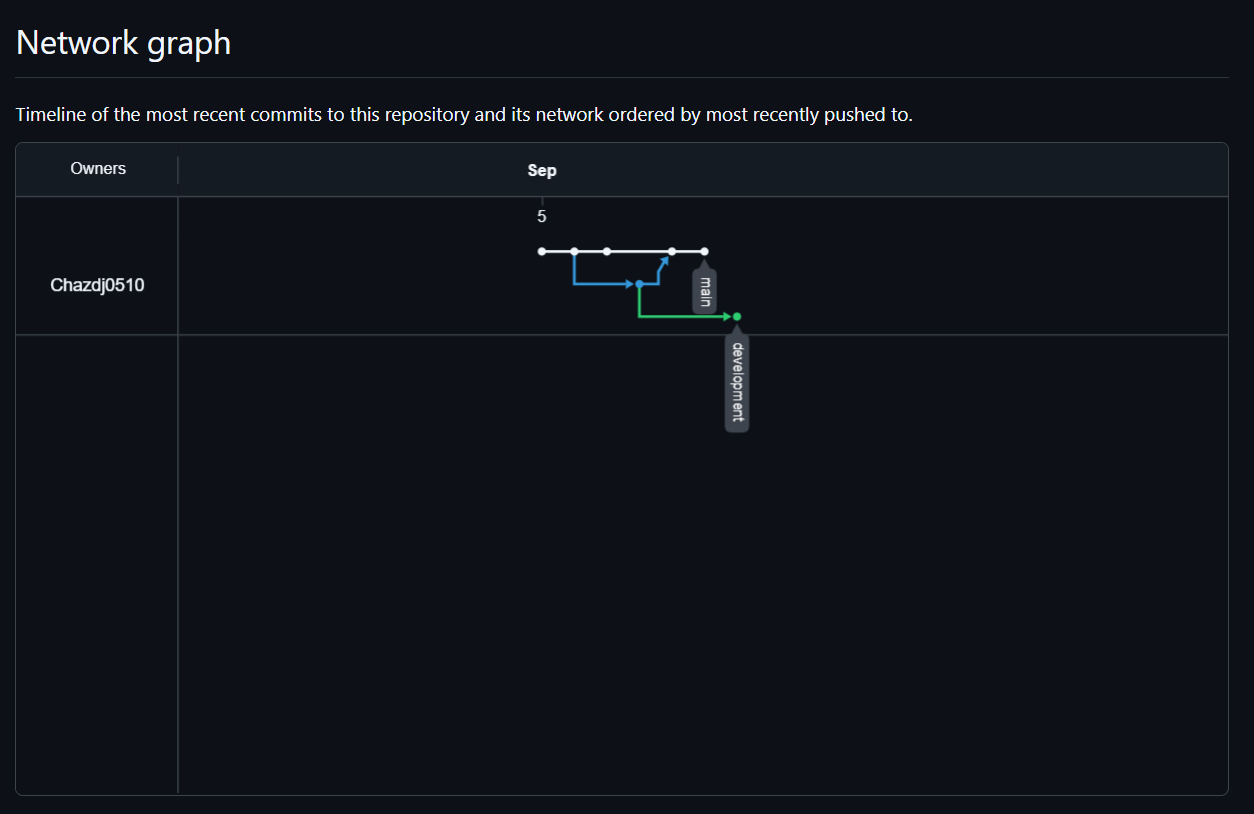 Network graph
Timeline of the most recent commits to this repository and its network ordered by most recently pushed to.
Owners
Sep
5
Chazdj0510
main
development